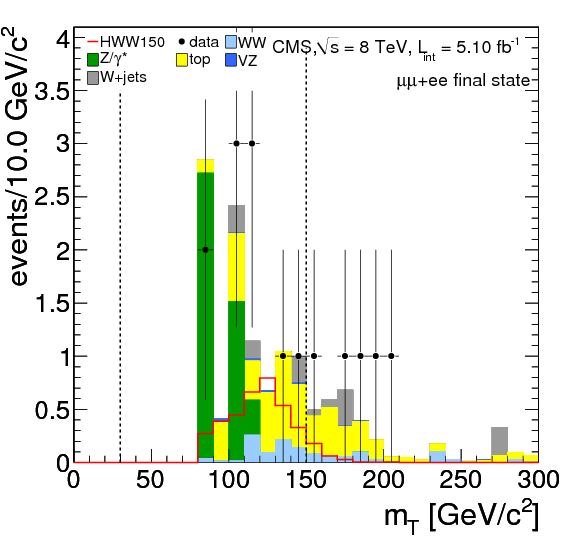 HWW150 data WW CMS,√s = 8 TeV, L_int = 5.10 fb⁻¹
Z/γ* top VZ
W+jets μμ+ee final state
events/10.0 GeV/c²
4
3.5
3
2.5
2
1.5
1
0.5
0
0 50 100 150 200 250 300
m_T [GeV/c²]